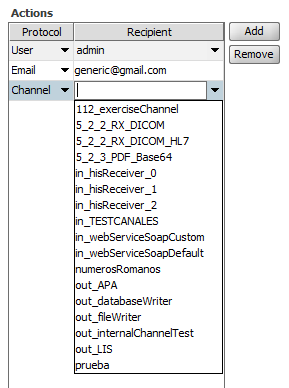 Actions
Protocol Recipient Add
User admin Remove
Email generic@gmail.com
Channel
112_exerciseChannel
5_2_2_RX_DICOM
5_2_2_RX_DICOM_HL7
5_2_3_PDF_Base64
in_hisReceiver_0
in_hisReceiver_1
in_hisReceiver_2
in_TESTCANALES
in_webServiceSoapCustom
in_webServiceSoapDefault
numerosRomanos
out_APA
out_databaseWriter
out_fileWriter
out_internalChannelTest
out_LIS
prueba